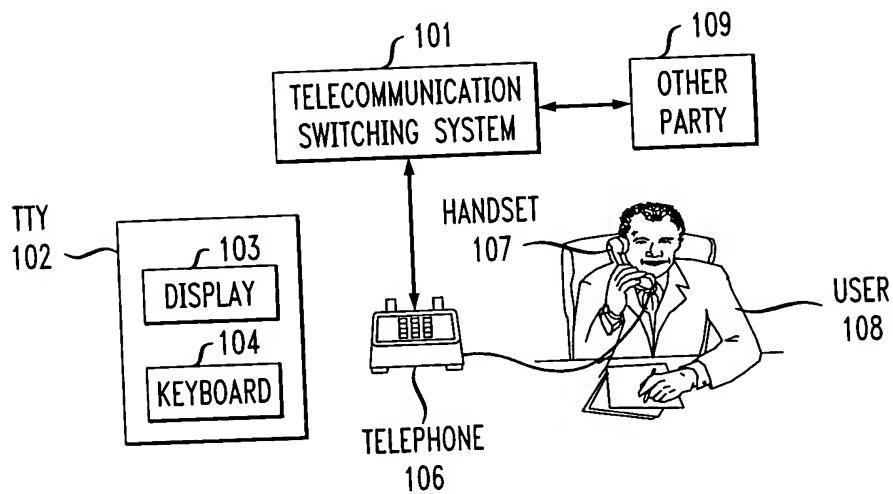 101
TELECOMMUNICATION
SWITCHING SYSTEM
109
OTHER
PARTY
TTY
102
103
DISPLAY
104
KEYBOARD
HANDSET
107
USER
108
TELEPHONE
106